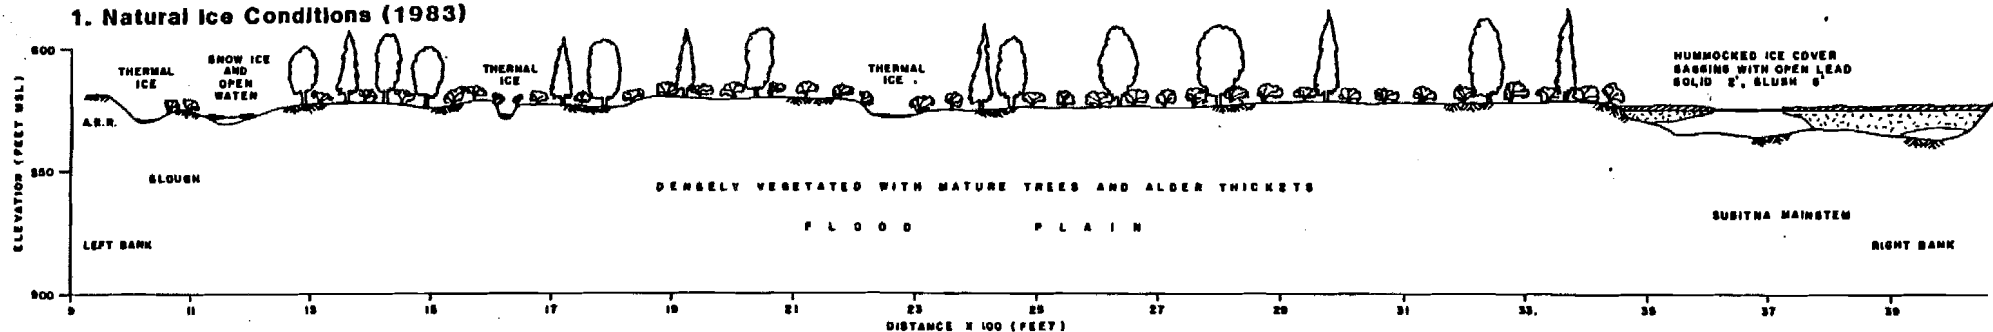 1. Natural Ice Conditions (1983)
600
THERMAL
ICE
SNOW ICE
AND
OPEN
WATEN
THERMAL
ICE
THERMAL
ICE
HUMMOCKED ICE COVER
SAGGING WITH OPEN LEAD
SOLID 2', SLUSH 6'
A.R.R.
ELEVATION (FEET MSL)
550
SLOUGH
DENSELY VEGETATED WITH MATURE TREES AND ALDER THICKETS
FLOOD PLAIN
SUSITNA MAINSTEM
LEFT BANK
RIGHT BANK
500
9 11 13 15 17 19 21 23 25 27 29 31 33. 35 37 39
DISTANCE X 100 (FEET)